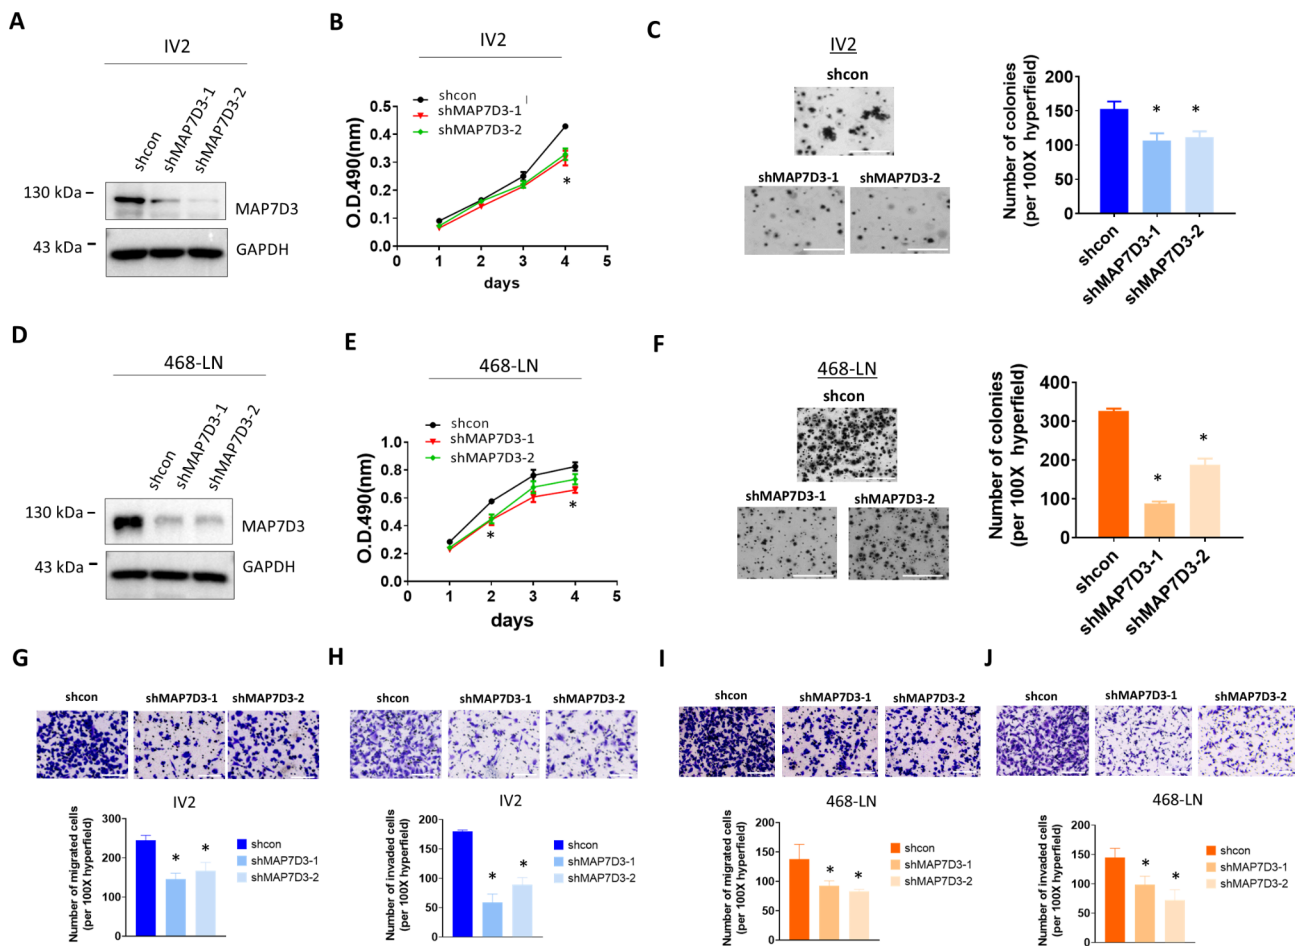 A
IV2
shcon
shMAP7D3-1
shMAP7D3-2
130 kDa
MAP7D3
43 kDa
GAPDH
B
IV2
shcon
shMAP7D3-1
shMAP7D3-2
O.D.490(nm)
0.5
0.4
0.3
0.2
0.1
0.0
*
0 1 2 3 4 5
days
C
IV2
shcon
shMAP7D3-1 shMAP7D3-2
Number of colonies
(per 100X hyperfield)
200
150
100
50
0
* *
shcon
shMAP7D3-1
shMAP7D3-2
D
468-LN
shcon
shMAP7D3-1
shMAP7D3-2
130 kDa
MAP7D3
43 kDa
GAPDH
E
468-LN
shcon
shMAP7D3-1
shMAP7D3-2
O.D.490(nm)
1.0
0.8
0.6
0.4
0.2
0.0
* *
0 1 2 3 4 5
days
F
468-LN
shcon
shMAP7D3-1 shMAP7D3-2
Number of colonies
(per 100X hyperfield)
400
300
200
100
0
* *
shcon
shMAP7D3-1
shMAP7D3-2
G
shcon shMAP7D3-1 shMAP7D3-2
IV2
Number of migrated cells
(per 100X hyperfield)
300
200
100
0
* *
shcon
shMAP7D3-1
shMAP7D3-2
H
shcon shMAP7D3-1 shMAP7D3-2
IV2
Number of invaded cells
(per 100X hyperfield)
200
150
100
50
0
* *
shcon
shMAP7D3-1
shMAP7D3-2
I
shcon shMAP7D3-1 shMAP7D3-2
468-LN
Number of migrated cells
(per 100X hyperfield)
200
150
100
50
0
* *
shcon
shMAP7D3-1
shMAP7D3-2
J
shcon shMAP7D3-1 shMAP7D3-2
468-LN
Number of invaded cells
(per 100X hyperfield)
200
150
100
50
0
* *
shcon
shMAP7D3-1
shMAP7D3-2